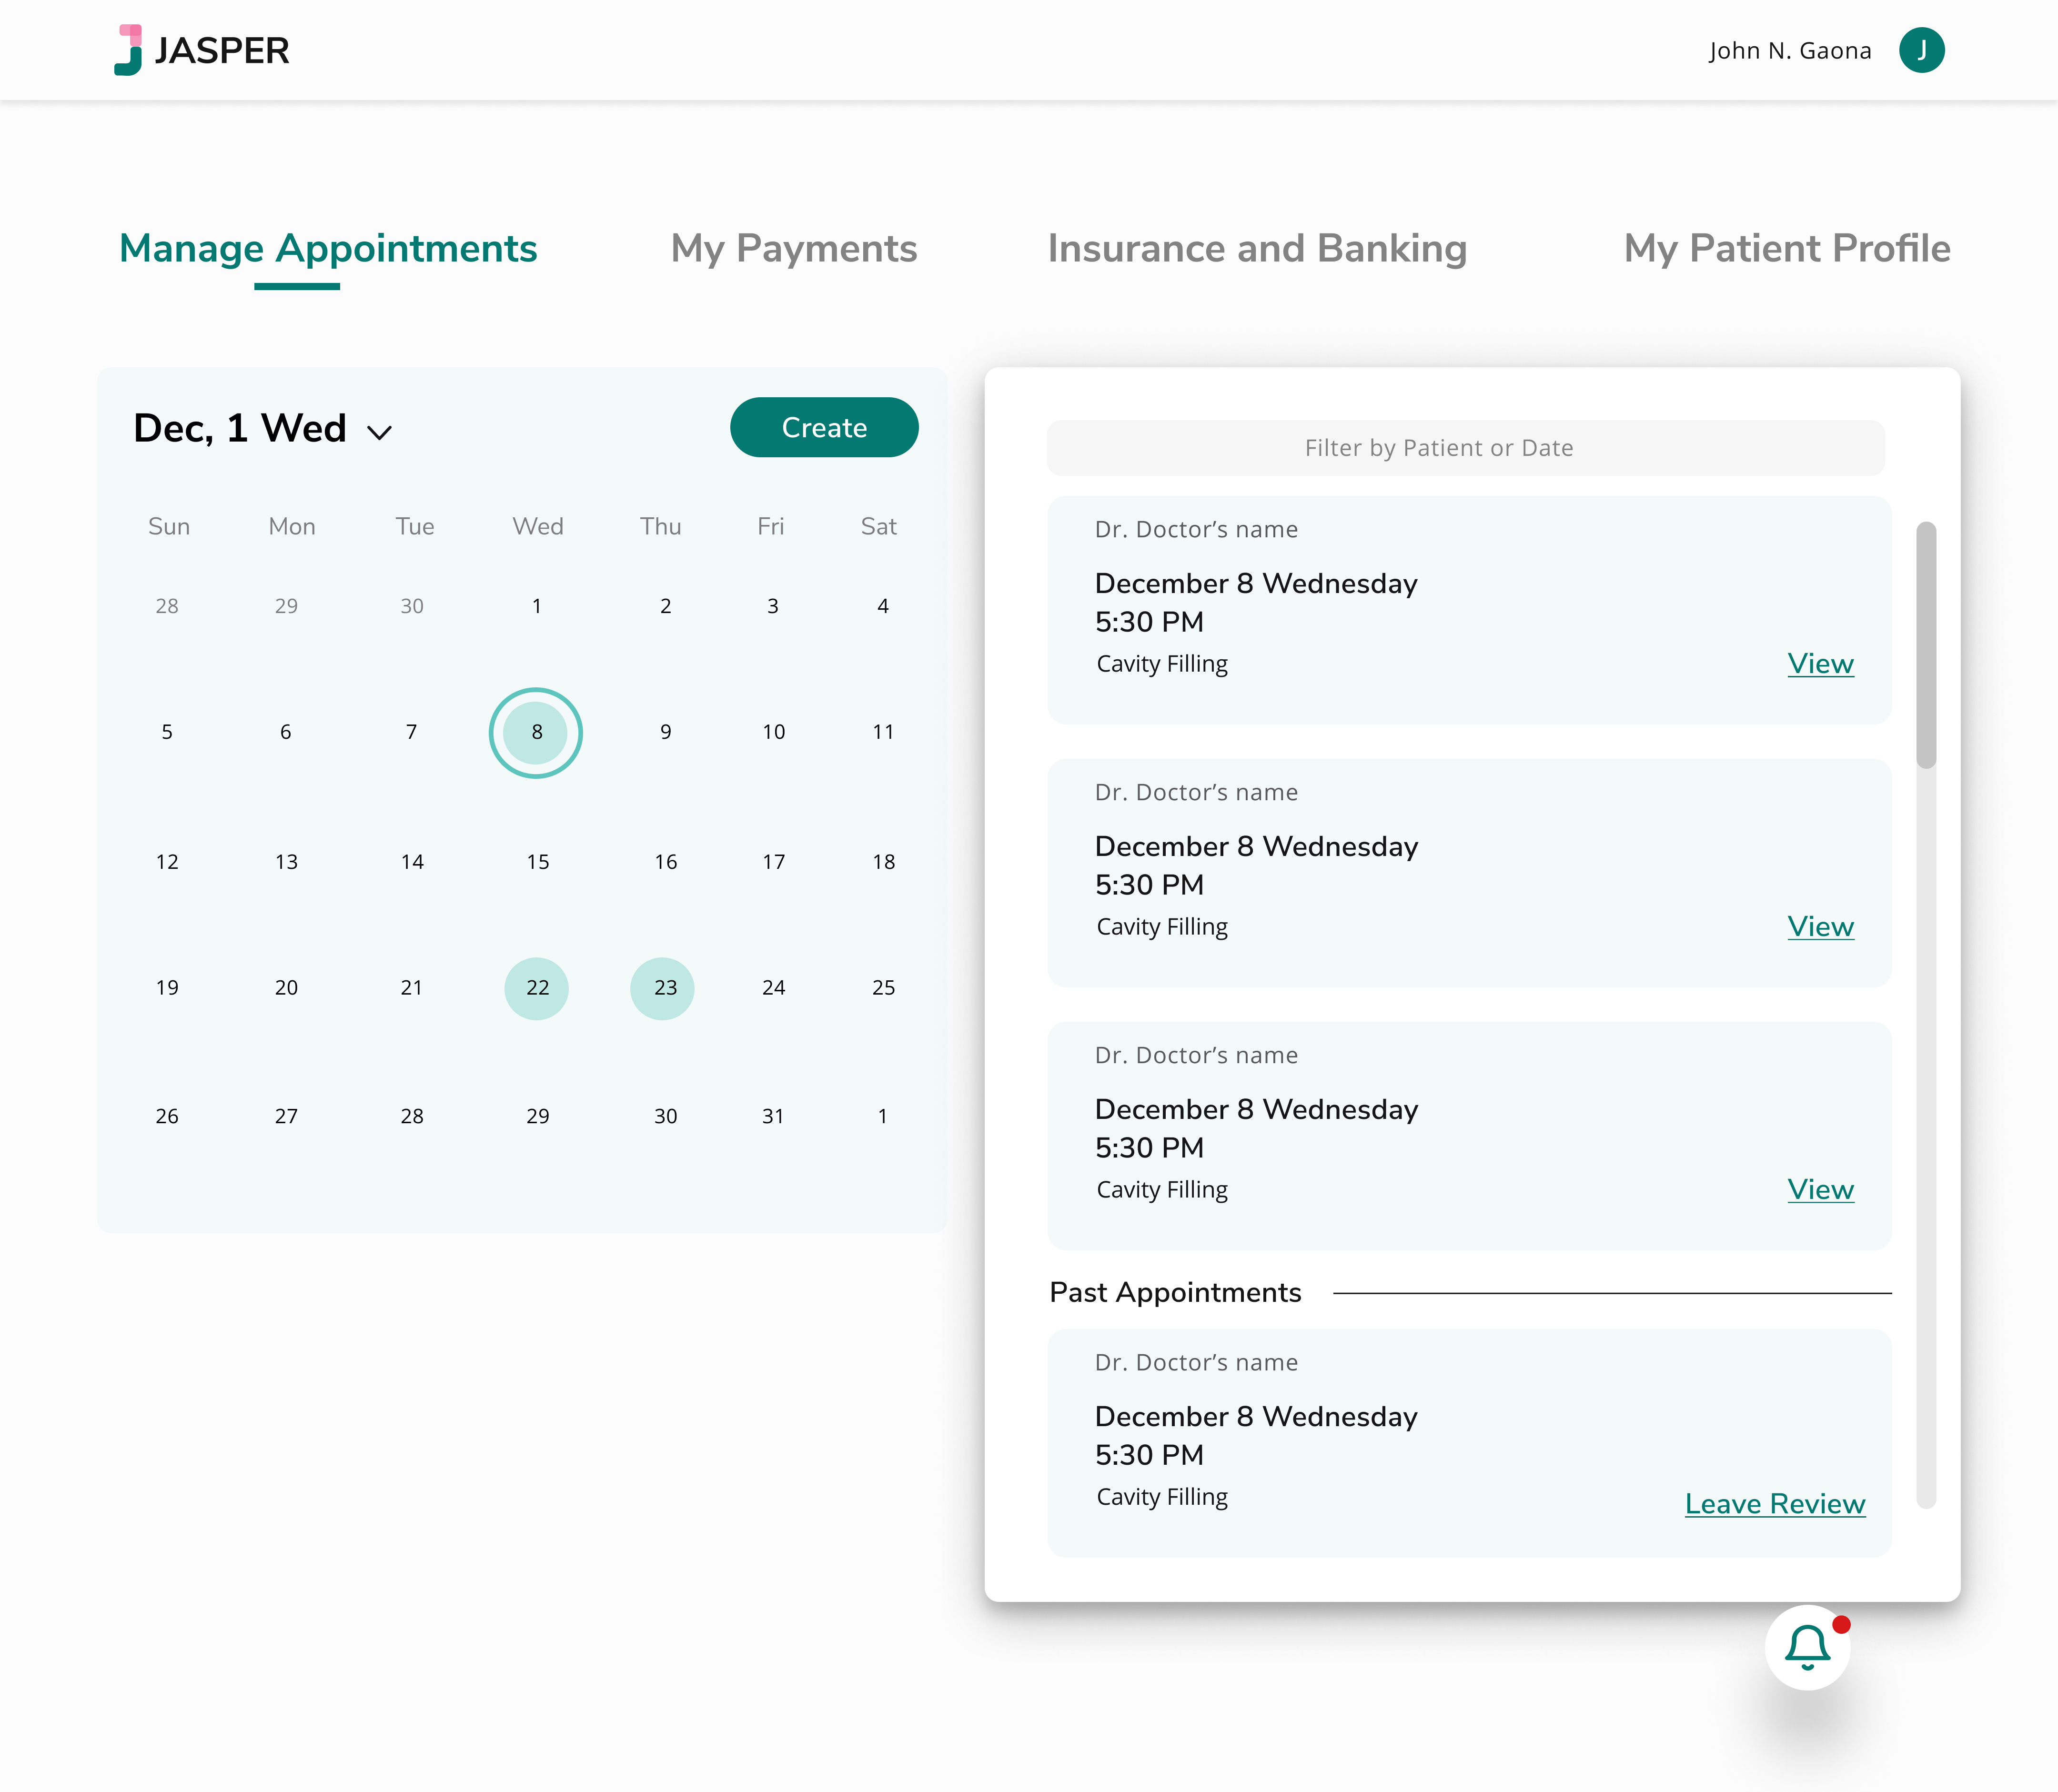 JASPER
John N. Gaona
J
Manage Appointments
My Payments
Insurance and Banking
My Patient Profile
Dec, 1 Wed
Create
Sun Mon Tue Wed Thu Fri Sat
28 29 30 1 2 3 4
5 6 7 8 9 10 11
12 13 14 15 16 17 18
19 20 21 22 23 24 25
26 27 28 29 30 31 1
Filter by Patient or Date
Dr. Doctor’s name
December 8 Wednesday
5:30 PM
Cavity Filling
View
Dr. Doctor’s name
December 8 Wednesday
5:30 PM
Cavity Filling
View
Dr. Doctor’s name
December 8 Wednesday
5:30 PM
Cavity Filling
View
Past Appointments
Dr. Doctor’s name
December 8 Wednesday
5:30 PM
Cavity Filling
Leave Review